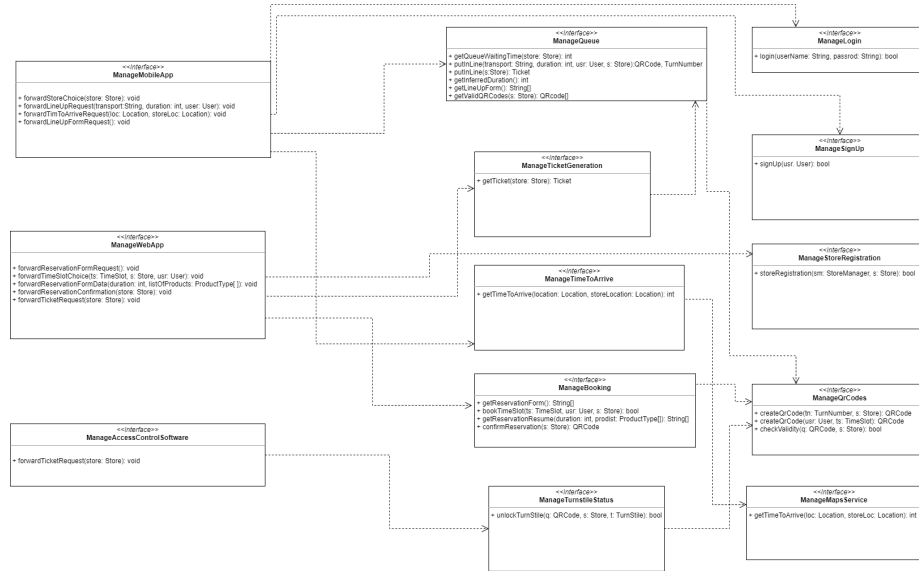 <<interface>>
ManageMobileApp
+ forwardStoreChoice(store: Store): void
+ forwardLineUpRequest(transport:String, duration: int, user: User): void
+ forwardTimToArriveRequest(loc: Location, storeLoc: Location): void
+ forwardLineUpFormRequest(): void
<<interface>>
ManageQueue
+ getQueueWaitingTime(store: Store): int
+ putInLine(transport: String, duration: int, usr: User, s: Store):QRCode, TurnNumber
+ putInLine(s:Store): Ticket
+ getInferredDuration(): int
+ getLineUpForm(): String[]
+ getValidQRCodes(s: Store): QRcode[]
<<interface>>
ManageLogin
+ login(userName: String, passrod: String): bool
<<interface>>
ManageSignUp
+ signUp(usr. User): bool
<<interface>>
ManageTicketGeneration
+ getTicket(store: Store): Ticket
<<interface>>
ManageWebApp
+ forwardReservationFormRequest(): void
+ forwardTimeSlotChoice(ts: TimeSlot, s: Store, usr: User): void
+ forwardReservationFormData(duration: int, listOfProducts: ProductType[ ]): void
+ forwardReservationConfirmation(store: Store): void
+ forwardTicketRequest(store: Store): void
<<interface>>
ManageStoreRegistration
+ storeRegistration(sm: StoreManager, s: Store): bool
<<interface>>
ManageTimeToArrive
+ getTimeToArrive(location: Location, storeLocation: Location): int
<<interface>>
ManageBooking
+ getReservationForm(): String[]
+ bookTimeSlot(ts: TimeSlot, usr: User, s: Store): bool
+ getReservationResume(duration: int, prodist: ProductType[]): String[]
+ confirmReservation(s: Store): QRCode
<<interface>>
ManageQrCodes
+ createQrCode(tn: TurnNumber, s: Store): QRCode
+ createQrCode(usr: User, ts: TimeSlot): QRCode
+ checkValidity(q: QRCode, s: Store): bool
<<interface>>
ManageAccessControlSoftware
+ forwardTicketRequest(store: Store): void
<<interface>>
ManageTurnstileStatus
+ unlockTurnStile(q: QRCode, s: Store, t: TurnStile): bool
<<interface>>
ManageMapsService
+ getTimeToArrive(loc: Location, storeLoc: Location): int